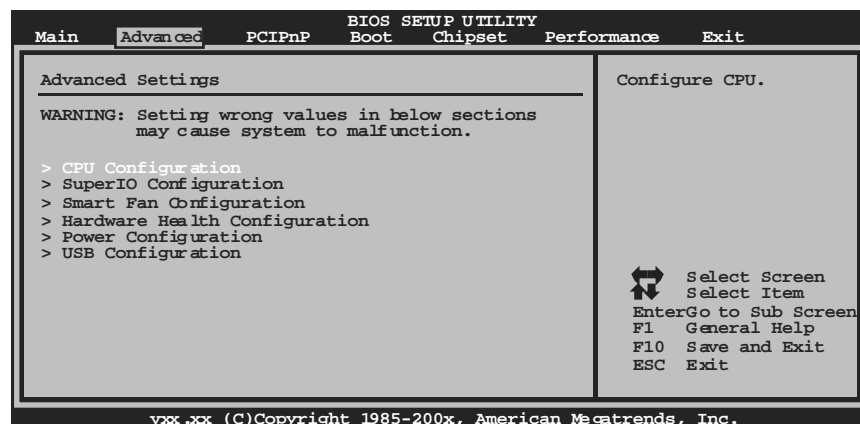 BIOS SETUP UTILITY
Main Advanced PCIPnP Boot Chipset Performance Exit
Advanced Settings
WARNING: Setting wrong values in below sections
may cause system to malfunction.
> CPU Configuration
> SuperIO Configuration
> Smart Fan Configuration
> Hardware Health Configuration
> Power Configuration
> USB Configuration
Configure CPU.
Select Screen
Select Item
Enter Go to Sub Screen
F1 General Help
F10 Save and Exit
ESC Exit
vxx.xx (C)Copyright 1985-200x, American Megatrends, Inc.